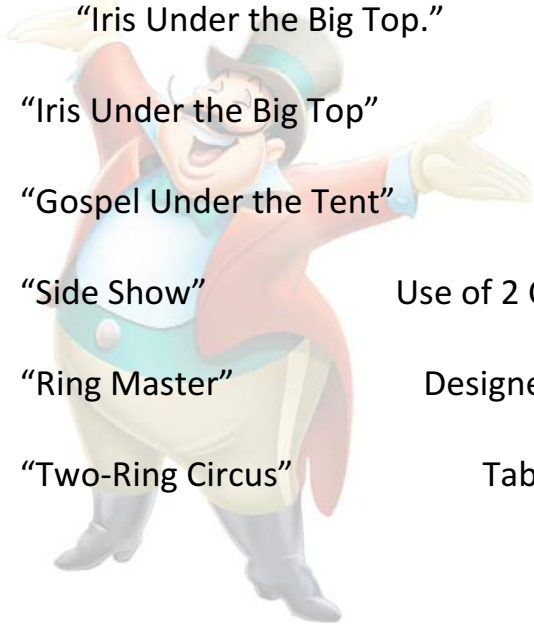 “Iris Under the Big Top.”
“Iris Under the Big Top”
“Gospel Under the Tent”
“Side Show” Use of 2
“Ring Master”
“Two-Ring Circus”